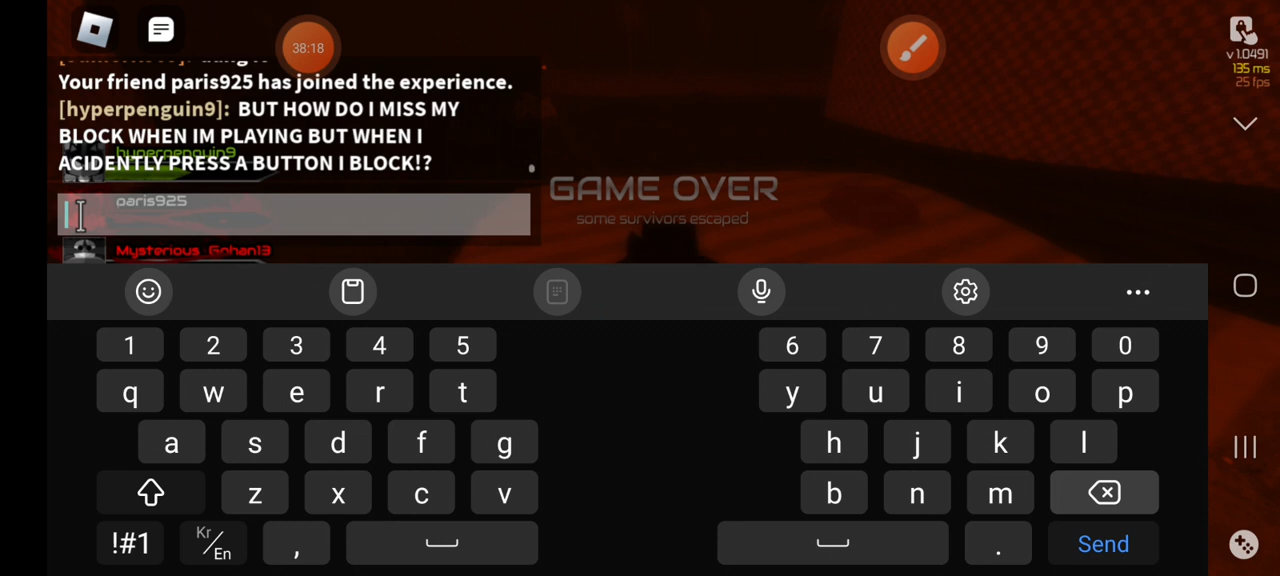 38:18
v 1.0491
135 ms
25 fps
Your friend paris925 has joined the experience.
[hyperpenguin9]: BUT HOW DO I MISS MY
BLOCK WHEN IM PLAYING BUT WHEN I
ACIDENTLY PRESS A BUTTON I BLOCK!?
hyperpenguin9
GAME OVER
some survivors escaped
paris925
Mysterious_Gohan13
1 2 3 4 5 6 7 8 9 0
q w e r t y u i o p
a s d f g h j k l
z x c v b n m
!#1 Kr/En , . Send